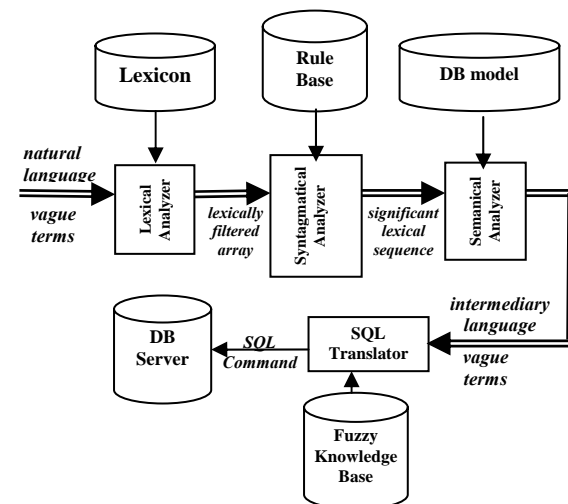 Lexicon
Rule
Base
DB model
natural
language
vague
terms
Lexical
Analyzer
lexically
filtered
array
Syntagmatical
Analyzer
significant
lexical
sequence
Semanical
Analyzer
intermediary
language
vague
terms
SQL
Translator
SQL
Command
DB
Server
Fuzzy
Knowledge
Base